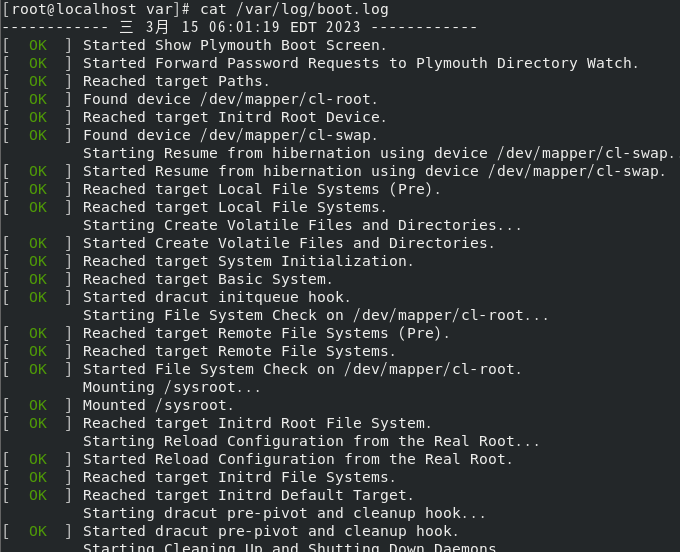 [root@localhost var]# cat /var/log/boot.log
------------ 三 3月 15 06:01:19 EDT 2023 ------------
[  OK  ] Started Show Plymouth Boot Screen.
[  OK  ] Started Forward Password Requests to Plymouth Directory Watch.
[  OK  ] Reached target Paths.
[  OK  ] Found device /dev/mapper/cl-root.
[  OK  ] Reached target Initrd Root Device.
[  OK  ] Found device /dev/mapper/cl-swap.
         Starting Resume from hibernation using device /dev/mapper/cl-swap..
[  OK  ] Started Resume from hibernation using device /dev/mapper/cl-swap.
[  OK  ] Reached target Local File Systems (Pre).
[  OK  ] Reached target Local File Systems.
         Starting Create Volatile Files and Directories...
[  OK  ] Started Create Volatile Files and Directories.
[  OK  ] Reached target System Initialization.
[  OK  ] Reached target Basic System.
[  OK  ] Started dracut initqueue hook.
         Starting File System Check on /dev/mapper/cl-root...
[  OK  ] Reached target Remote File Systems (Pre).
[  OK  ] Reached target Remote File Systems.
[  OK  ] Started File System Check on /dev/mapper/cl-root.
         Mounting /sysroot...
[  OK  ] Mounted /sysroot.
[  OK  ] Reached target Initrd Root File System.
         Starting Reload Configuration from the Real Root...
[  OK  ] Started Reload Configuration from the Real Root.
[  OK  ] Reached target Initrd File Systems.
[  OK  ] Reached target Initrd Default Target.
         Starting dracut pre-pivot and cleanup hook...
[  OK  ] Started dracut pre-pivot and cleanup hook.
         Starting Cleaning Up and Shutting Down Daemons